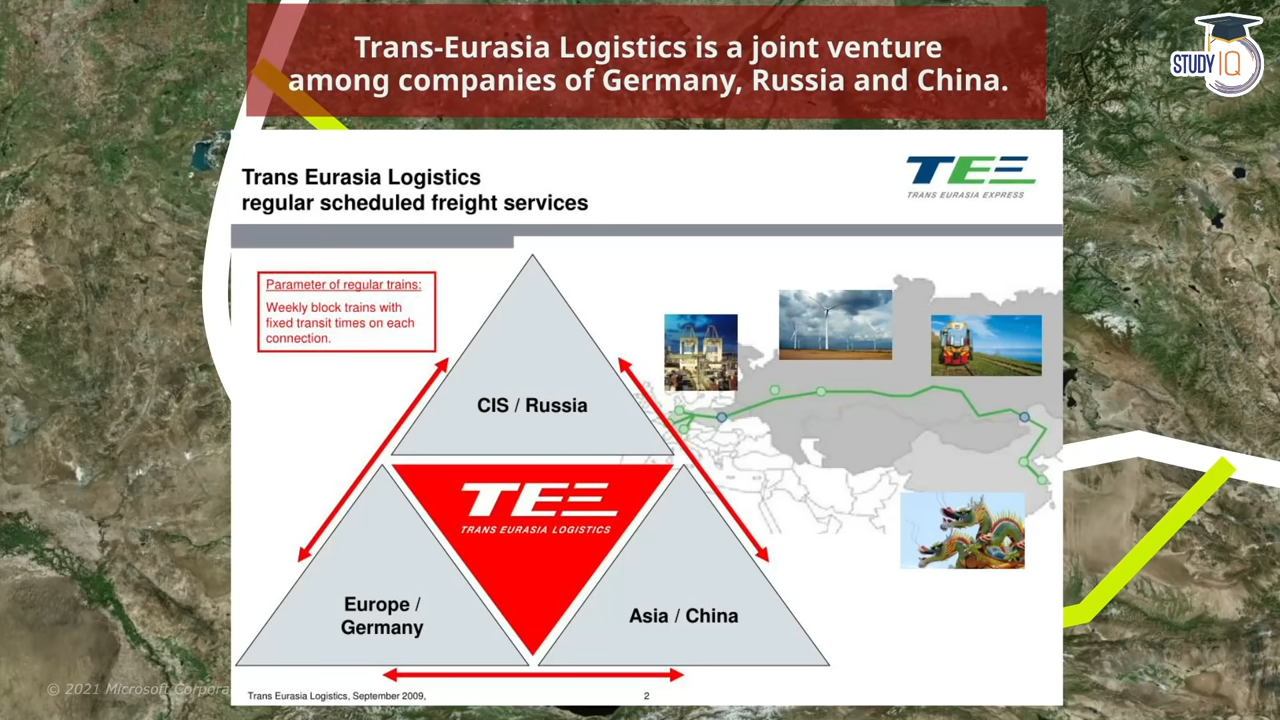 Trans-Eurasia Logistics is a joint venture
among companies of Germany, Russia and China.
STUDY IQ
Trans Eurasia Logistics
regular scheduled freight services
TEE
TRANS EURASIA EXPRESS
Parameter of regular trains:
Weekly block trains with
fixed transit times on each
connection.
CIS / Russia
TEE
TRANS EURASIA LOGISTICS
Europe /
Germany
Asia / China
© 2021 Microsoft Corpora
Trans Eurasia Logistics, September 2009,
2